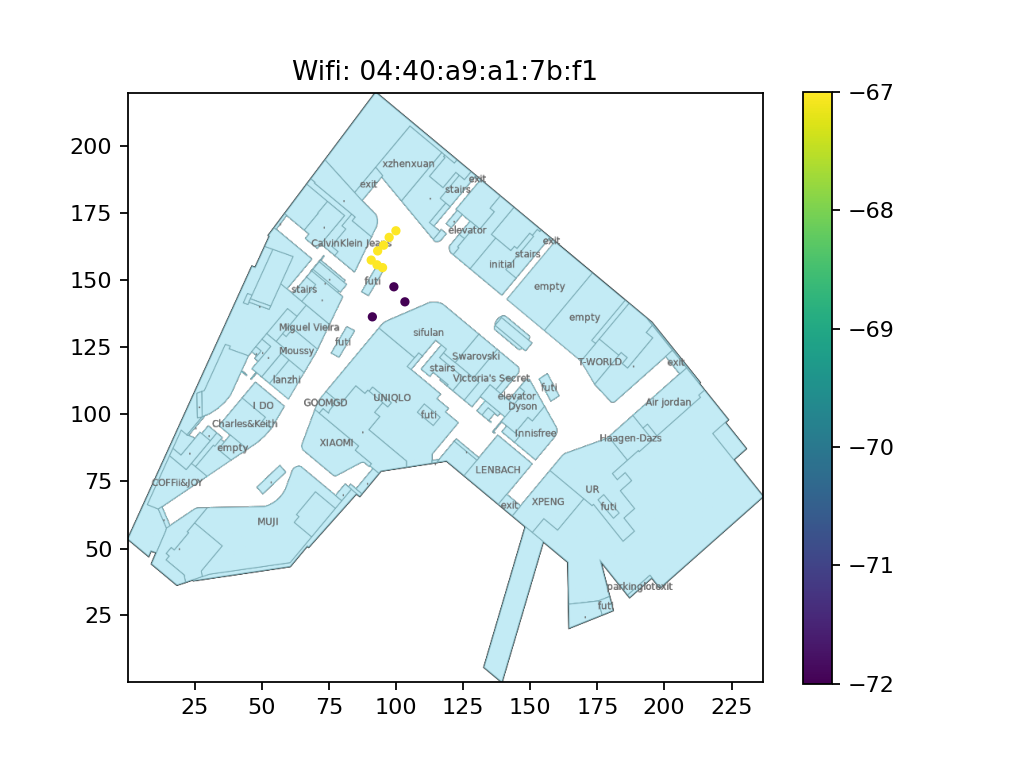 Wifi: 04:40:a9:a1:7b:f1
200
175
150
125
100
75
50
25
25
50
75
100
125
150
175
200
225
−67
−68
−69
−70
−71
−72
xzhenxuan
exit
exit
stairs
elevator
CalvinKlein Jeans
exit
stairs
initial
futi
empty
stairs
empty
Miguel Vieira
sifulan
futi
Moussy
Swarovski
T-WORLD
exit
stairs
Victoria's Secret
lanzhi
futi
elevator
UNIQLO
Dyson
Air jordan
I DO
GOOMGD
futi
Charles&Keith
Innisfree
Haagen-Dazs
XIAOMI
empty
LENBACH
COFFii&JOY
UR
exit
XPENG
futi
MUJI
parkinglotexit
futi